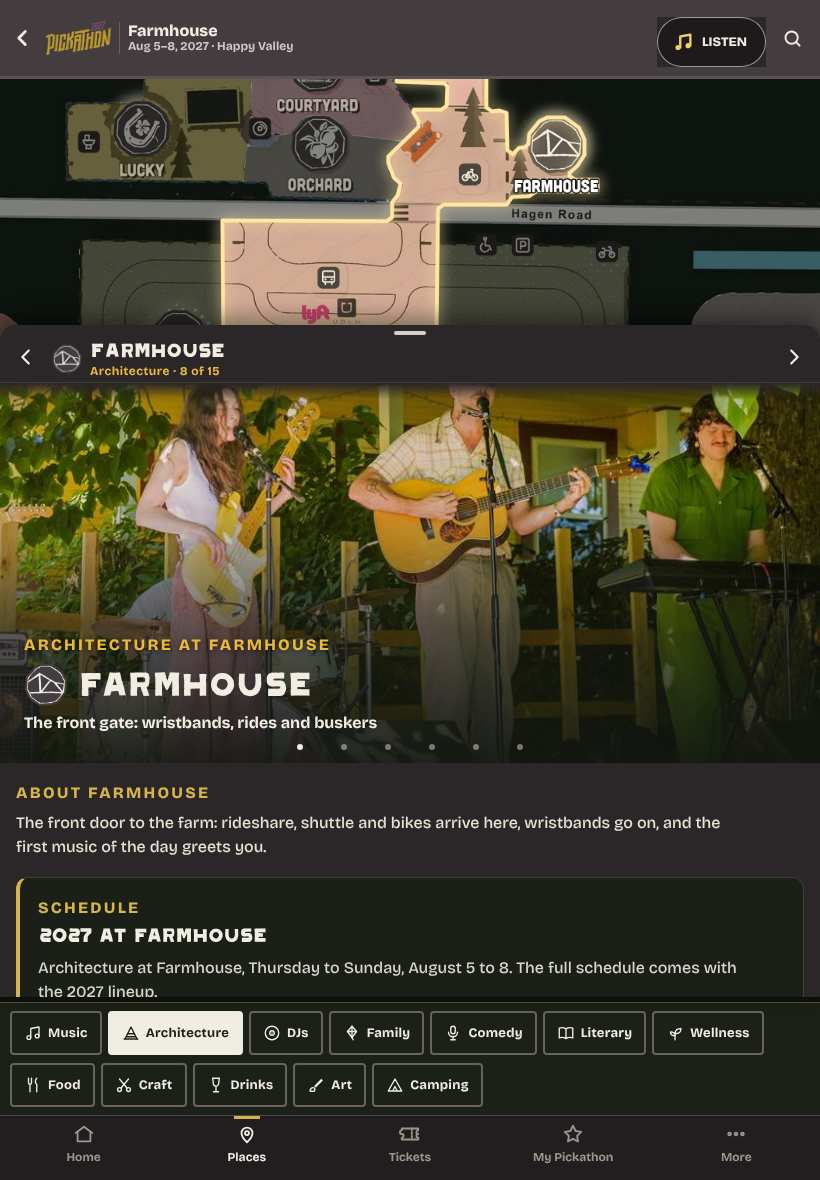 PICKATHON
Farmhouse
Aug 5–8, 2027 · Happy Valley
LISTEN
COURTYARD
LUCKY
ORCHARD
FARMHOUSE
Hagen Road
P
lyft
FARMHOUSE
Architecture · 8 of 15
ARCHITECTURE AT FARMHOUSE
FARMHOUSE
The front gate: wristbands, rides and buskers
ABOUT FARMHOUSE
The front door to the farm: rideshare, shuttle and bikes arrive here, wristbands go on, and the
first music of the day greets you.
SCHEDULE
2027 AT FARMHOUSE
Architecture at Farmhouse, Thursday to Sunday, August 5 to 8. The full schedule comes with
the 2027 lineup.
Music
Architecture
DJs
Family
Comedy
Literary
Wellness
Food
Craft
Drinks
Art
Camping
Home
Places
Tickets
My Pickathon
More